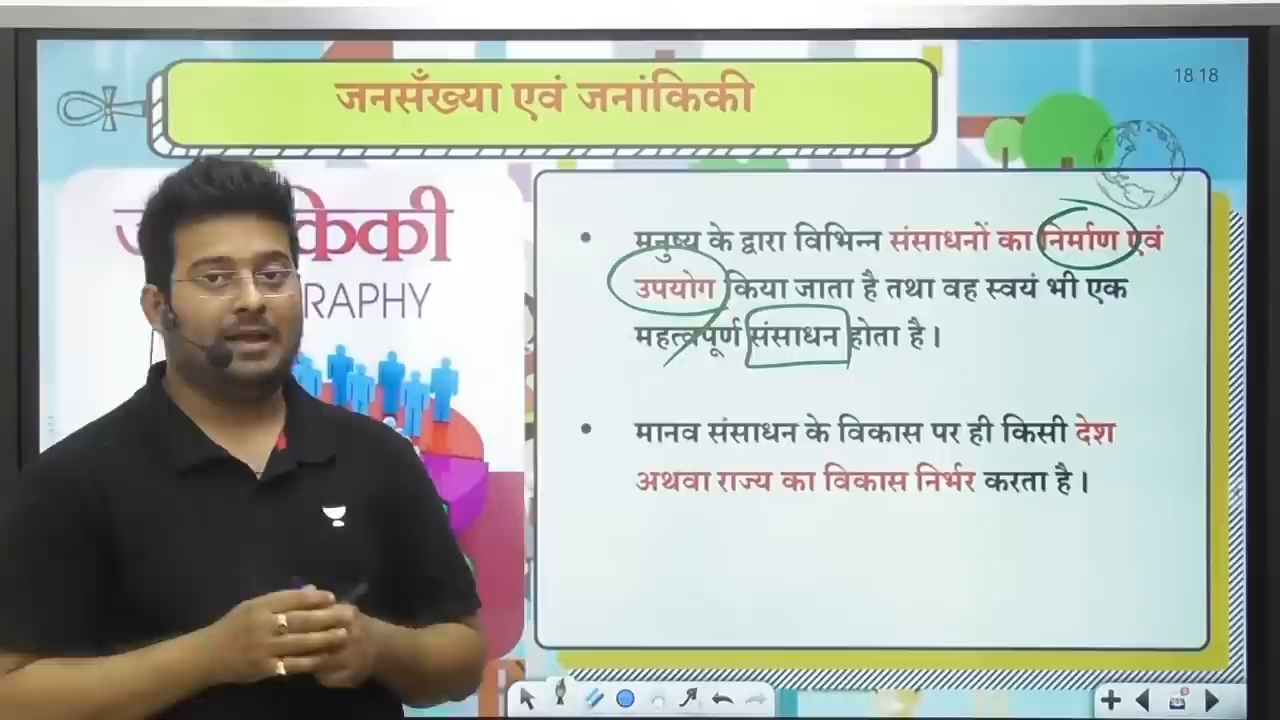 जनसँख्या एवं जनांकिकी
18 18
किकी
RAPHY
• मनुष्य के द्वारा विभिन्न संसाधनों का निर्माण एवं
उपयोग किया जाता है तथा वह स्वयं भी एक
महत्वपूर्ण संसाधन होता है।
• मानव संसाधन के विकास पर ही किसी देश
अथवा राज्य का विकास निर्भर करता है।